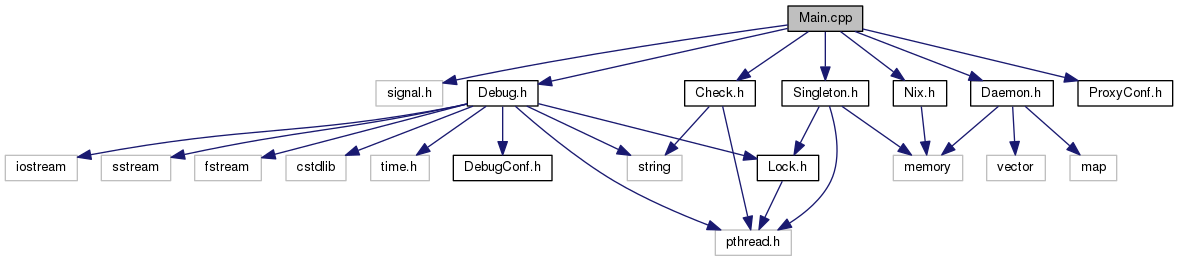 Main.cpp
signal.h
Debug.h
Check.h
Singleton.h
Nix.h
Daemon.h
ProxyConf.h
iostream
sstream
fstream
cstdlib
time.h
DebugConf.h
string
Lock.h
memory
vector
map
pthread.h